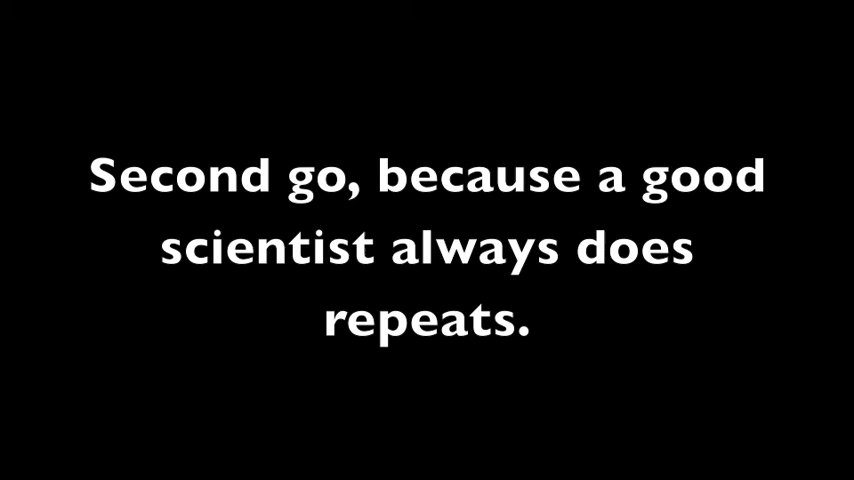 Second go, because a good
scientist always does
repeats.